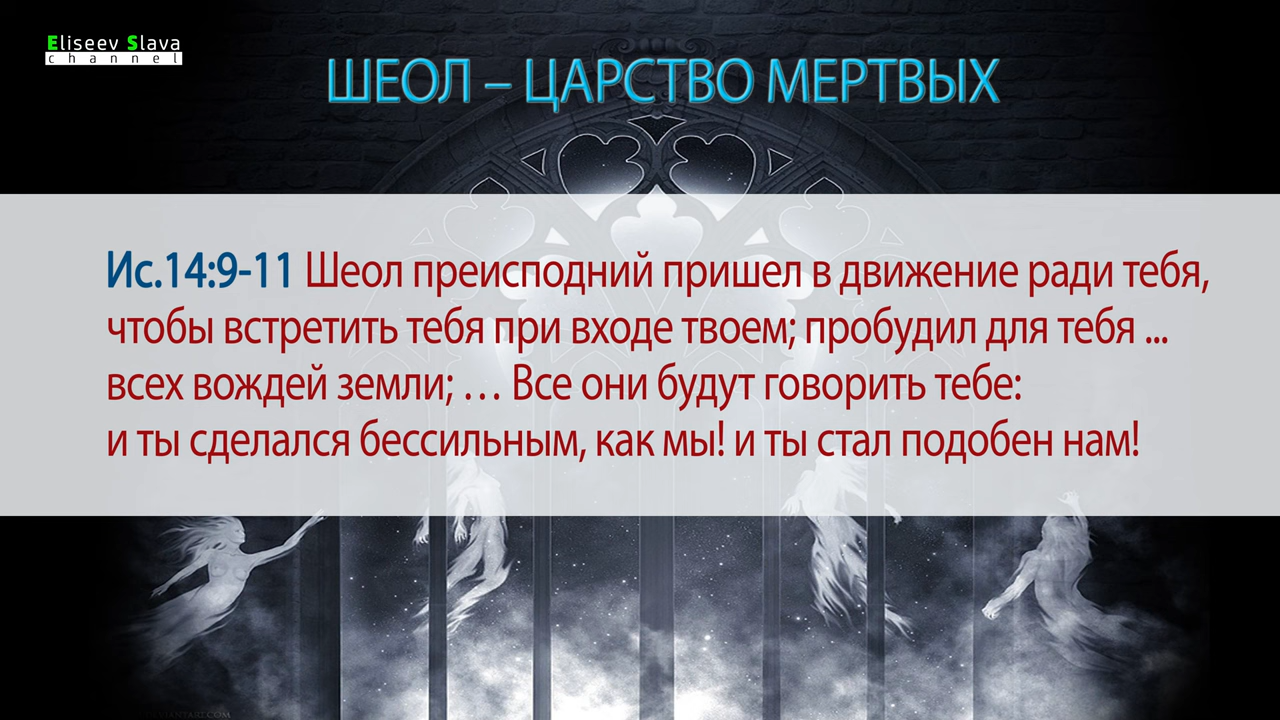 Eliseev Slava
channel
ШЕОЛ – ЦАРСТВО МЕРТВЫХ
Ис.14:9-11 Шеол преисподний пришел в движение ради тебя,
чтобы встретить тебя при входе твоем; пробудил для тебя ...
всех вождей земли; … Все они будут говорить тебе:
и ты сделался бессильным, как мы! и ты стал подобен нам!